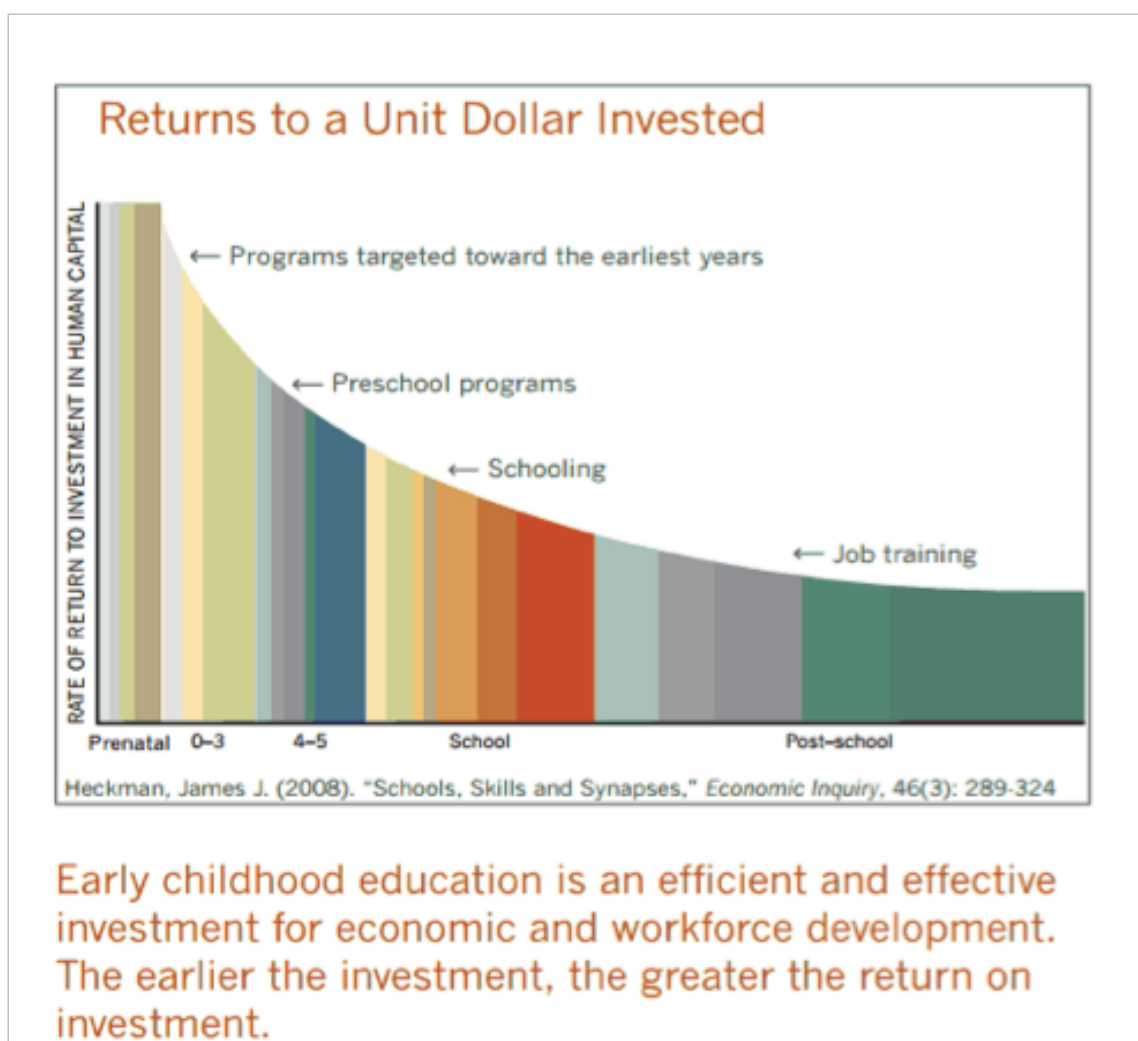 Returns to a Unit Dollar Invested
RATE OF RETURN TO INVESTMENT IN HUMAN CAPITAL
← Programs targeted toward the earliest years
← Preschool programs
← Schooling
← Job training
Prenatal 0–3 4–5 School Post–school
Heckman, James J. (2008). “Schools, Skills and Synapses,” Economic Inquiry, 46(3): 289-324
Early childhood education is an efficient and effective
investment for economic and workforce development.
The earlier the investment, the greater the return on
investment.